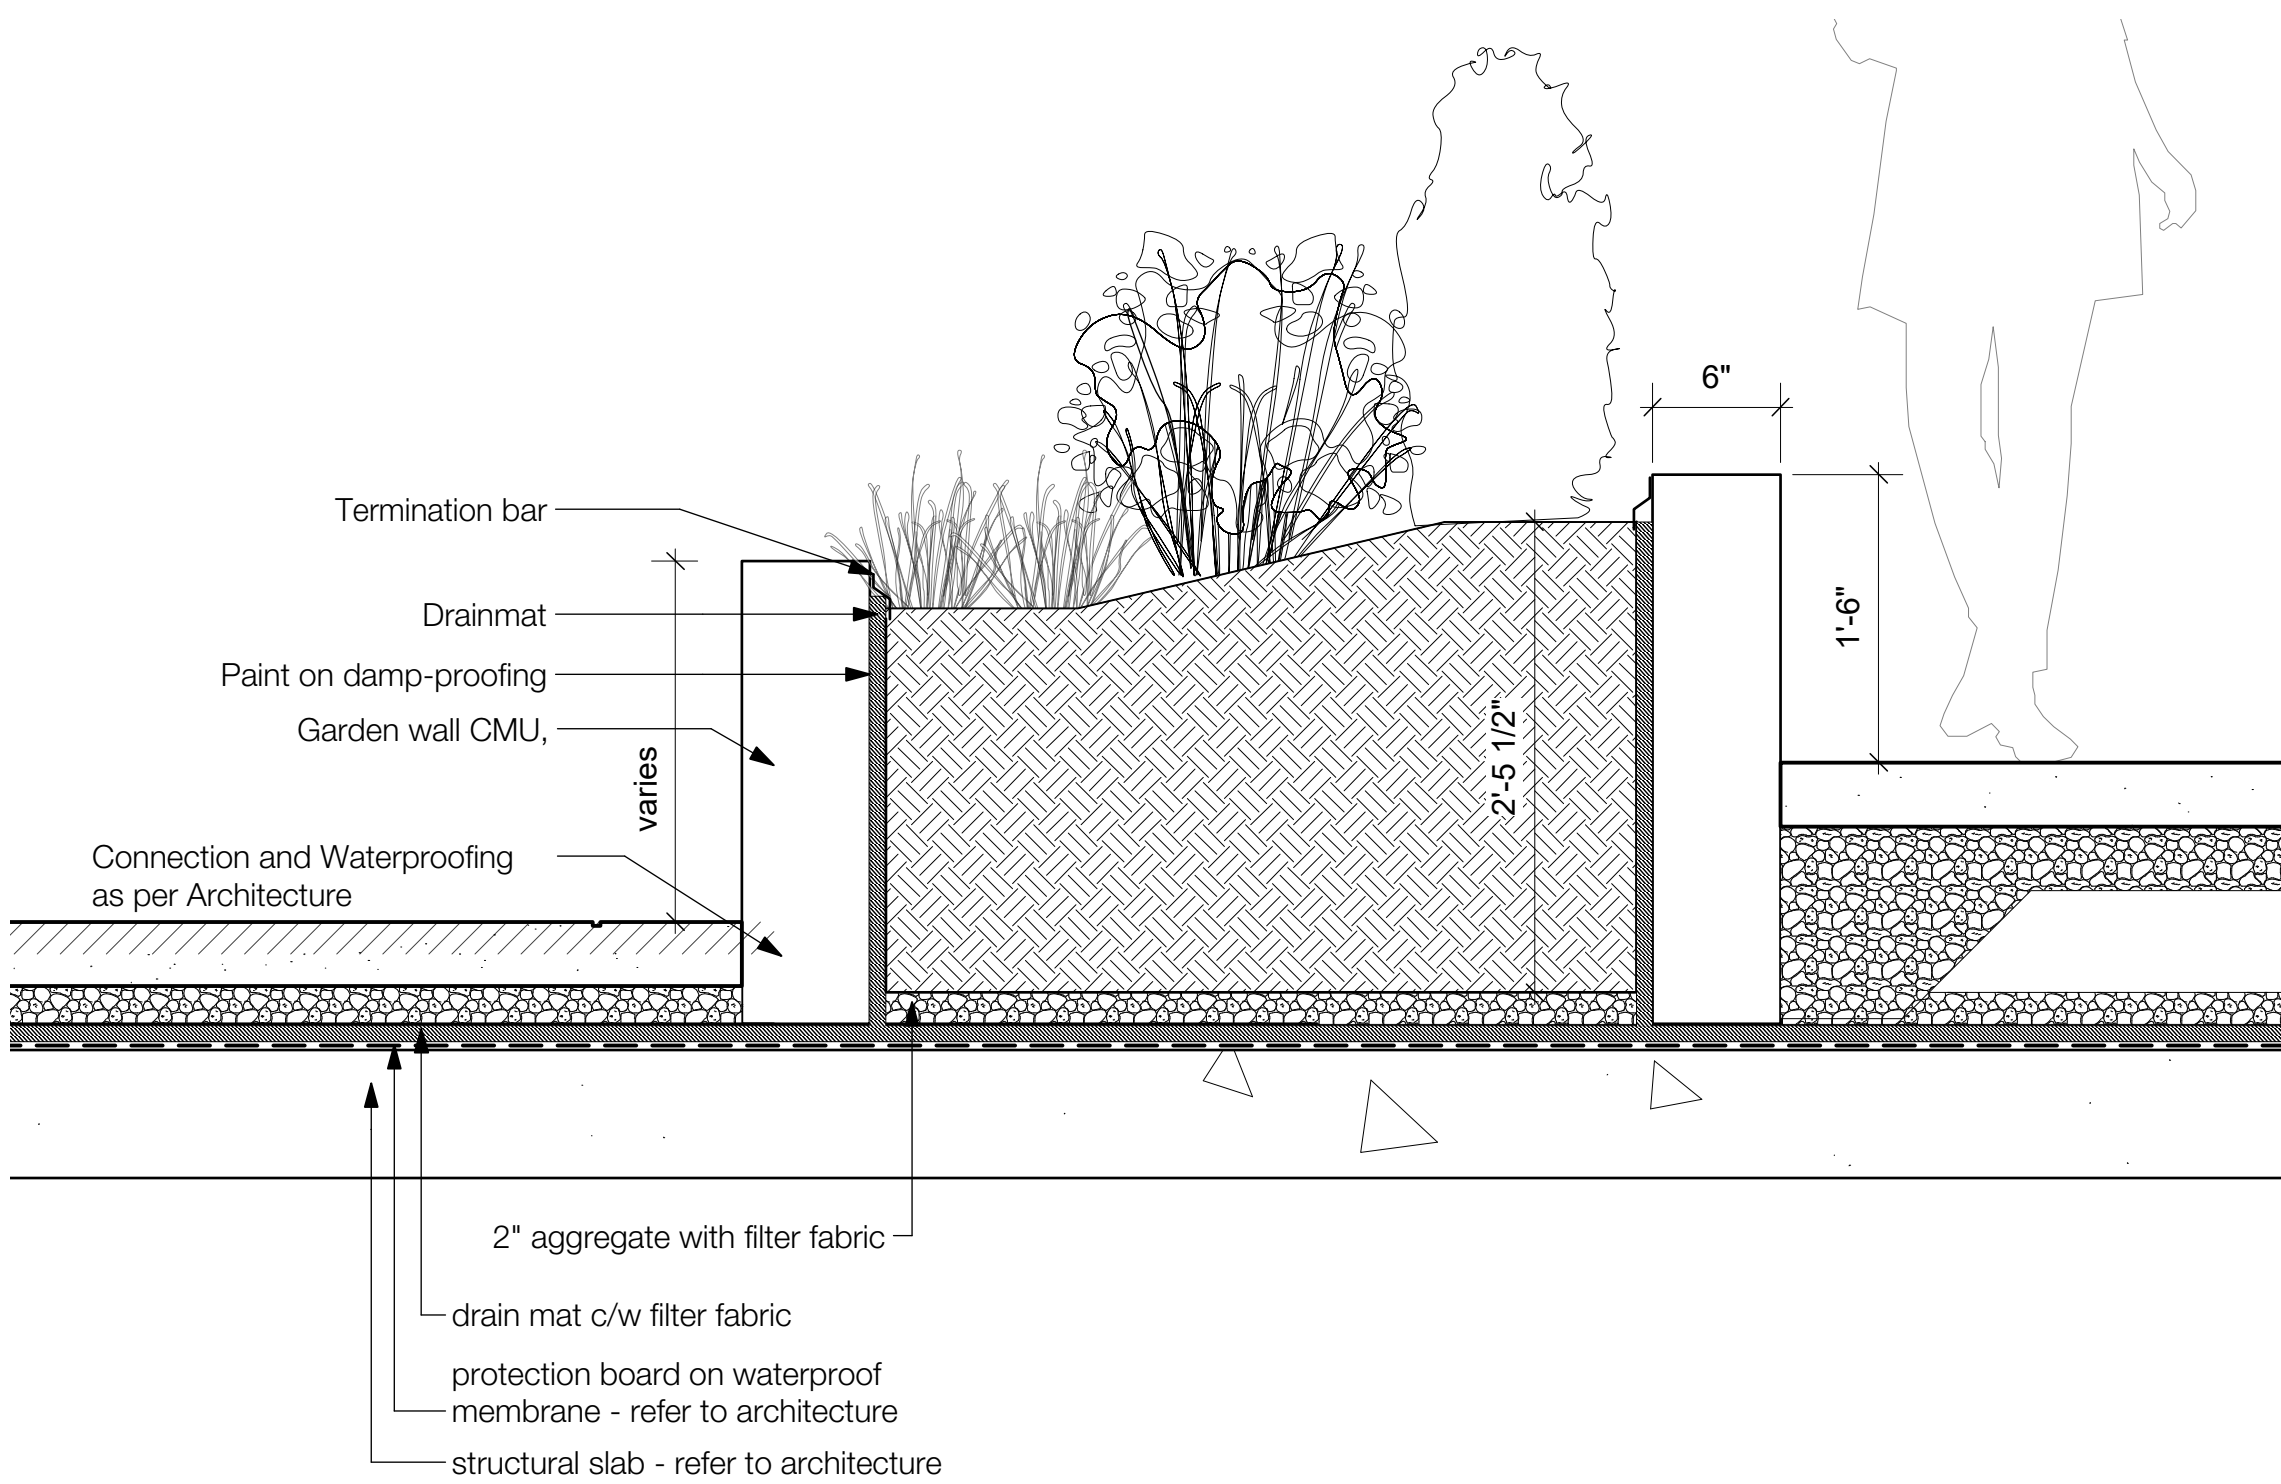 6"
Termination bar
1'-6"
Drainmat
Paint on damp-proofing
Garden wall CMU,
2'-5 1/2"
varies
Connection and Waterproofing
as per Architecture
2" aggregate with filter fabric
drain mat c/w filter fabric
protection board on waterproof
membrane - refer to architecture
structural slab - refer to architecture